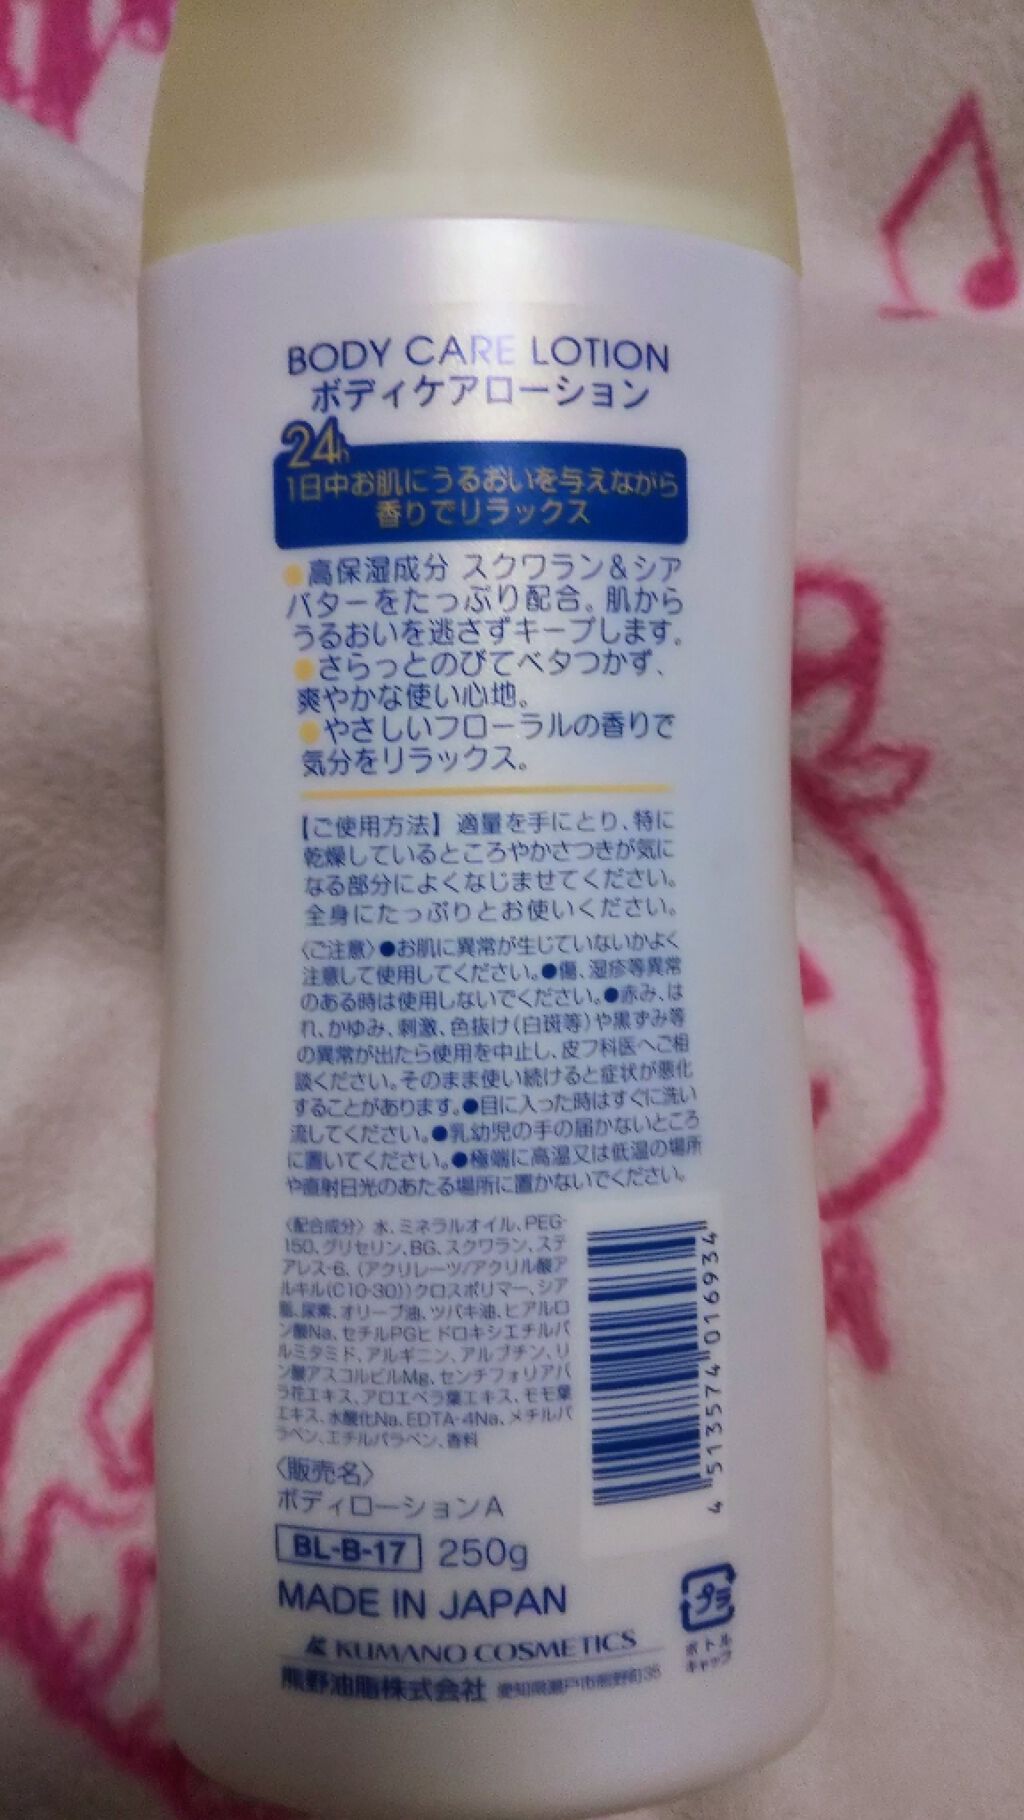 BODY CARE LOTION
ボディケアローション
24h
1日中お肌にうるおいを与えながら
香りでリラックス
●高保湿成分 スクワラン&シア
バターをたっぷり配合。肌から
うるおいを逃さずキープします。
●さらっとのびてベタつかず、
爽やかな使い心地。
●やさしいフローラルの香りで
気分をリラックス。
【ご使用方法】適量を手にとり、特に
乾燥しているところやかさつきが気に
なる部分によくなじませてください。
全身にたっぷりとお使いください。
〈ご注意〉●お肌に異常が生じていないかよく
注意して使用してください。●傷、湿疹等異常
のある時は使用しないでください。●赤み、は
れ、かゆみ、刺激、色抜け(白斑等)や黒ずみ等
の異常が出たら使用を中止し、皮フ科医へご相
談ください。そのまま使い続けると症状が悪化
することがあります。●目に入った時はすぐに洗い
流してください。●乳幼児の手の届かないところ
に置いてください。●極端に高温又は低温の場所
や直射日光のあたる場所に置かないでください。
〈配合成分〉水、ミネラルオイル、PEG-
150、グリセリン、BG、スクワラン、ステ
アレス-6、(アクリレーツ/アクリル酸ア
ルキル(C10-30))クロスポリマー、シア
脂、尿素、オリーブ油、ツバキ油、ヒアルロ
ン酸Na、セチルPGヒドロキシエチルパ
ルミタミド、アルギニン、アルブチン、リ
ン酸アスコルビルMg、センチフォリアバ
ラ花エキス、アロエベラ葉エキス、モモ葉
エキス、水酸化Na、EDTA-4Na、メチルパ
ラベン、エチルパラベン、香料
4513574016934
〈販売名〉
ボディローションA
BL-B-17 250g
MADE IN JAPAN
プラ
ボトル
キャップ
KUMANO COSMETICS
熊野油脂株式会社 愛知県瀬戸市熊野町35